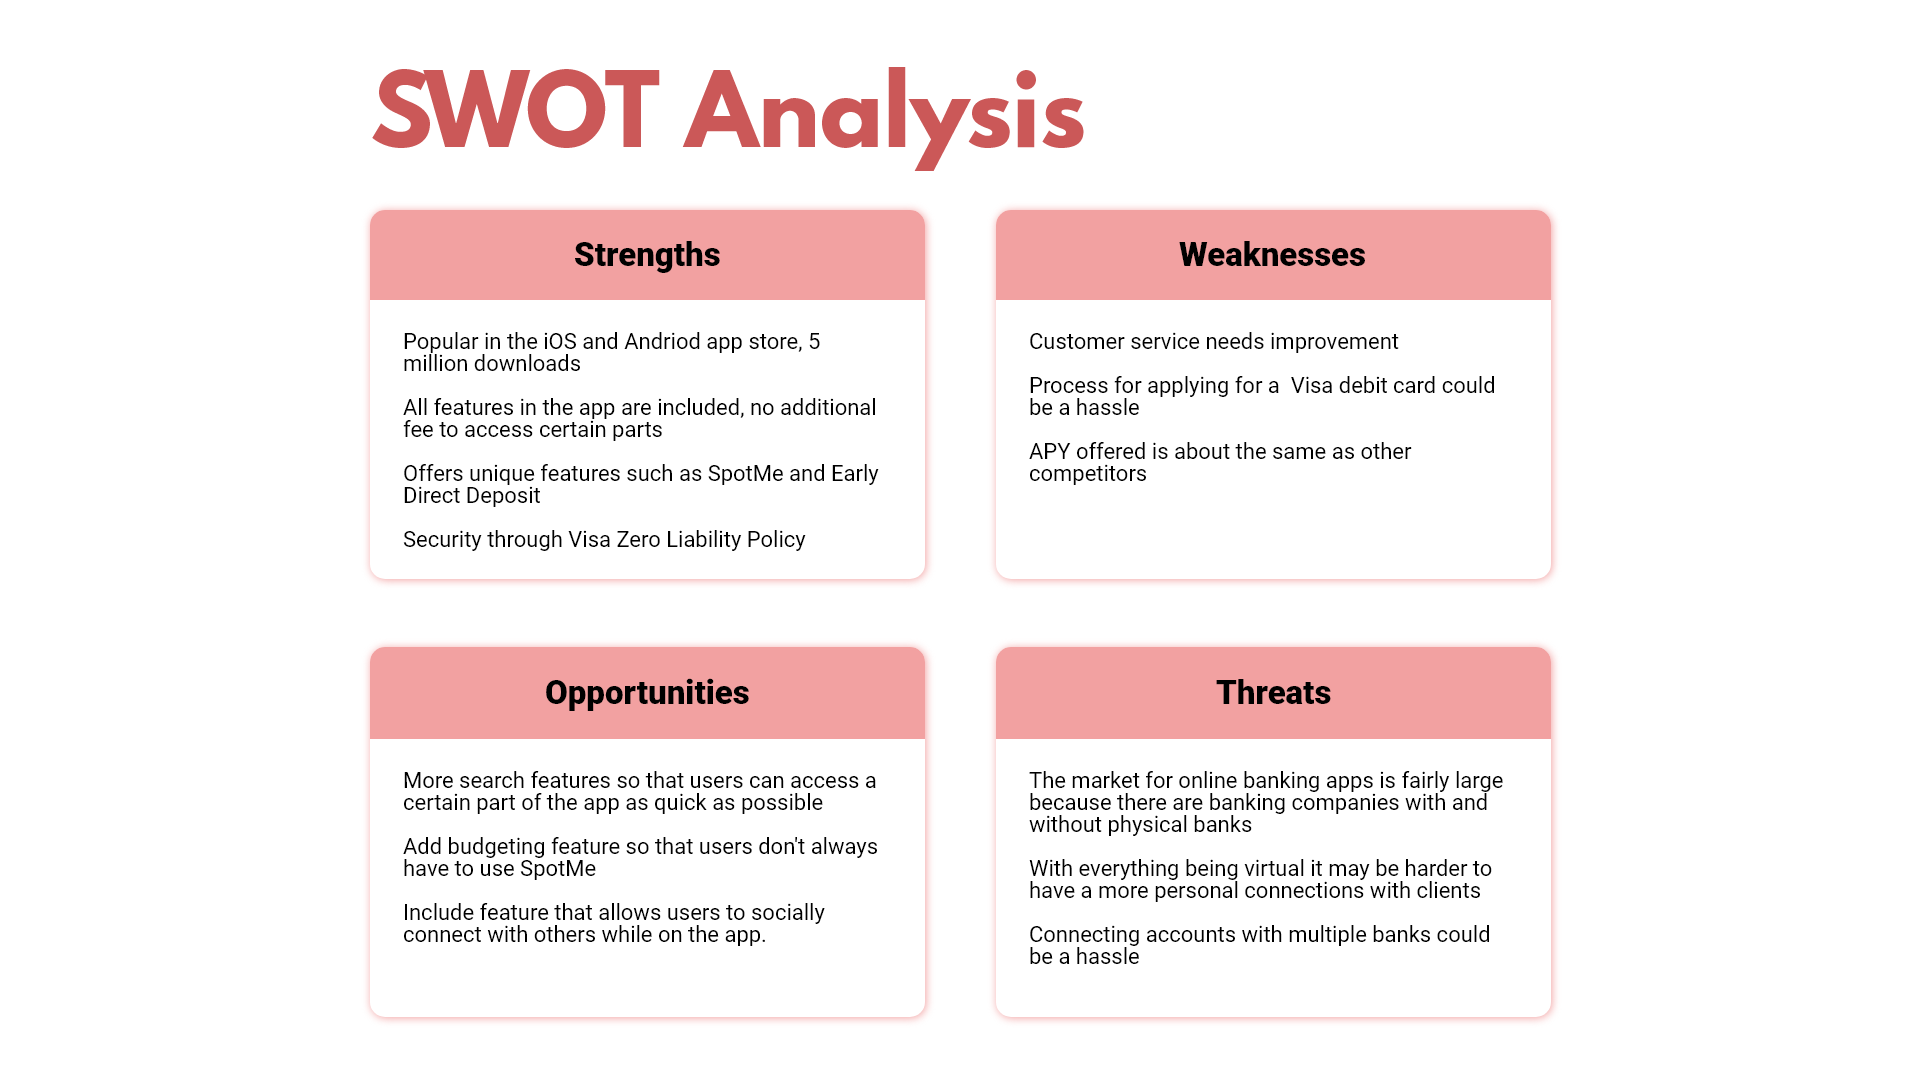 SWOT Analysis
Strengths
Popular in the iOS and Andriod app store, 5
million downloads
All features in the app are included, no additional
fee to access certain parts
Offers unique features such as SpotMe and Early
Direct Deposit
Security through Visa Zero Liability Policy
Weaknesses
Customer service needs improvement
Process for applying for a  Visa debit card could
be a hassle
APY offered is about the same as other
competitors
Opportunities
More search features so that users can access a
certain part of the app as quick as possible
Add budgeting feature so that users don't always
have to use SpotMe
Include feature that allows users to socially
connect with others while on the app.
Threats
The market for online banking apps is fairly large
because there are banking companies with and
without physical banks
With everything being virtual it may be harder to
have a more personal connections with clients
Connecting accounts with multiple banks could
be a hassle